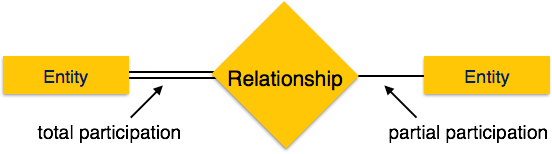 Entity
Relationship
Entity
total participation
partial participation